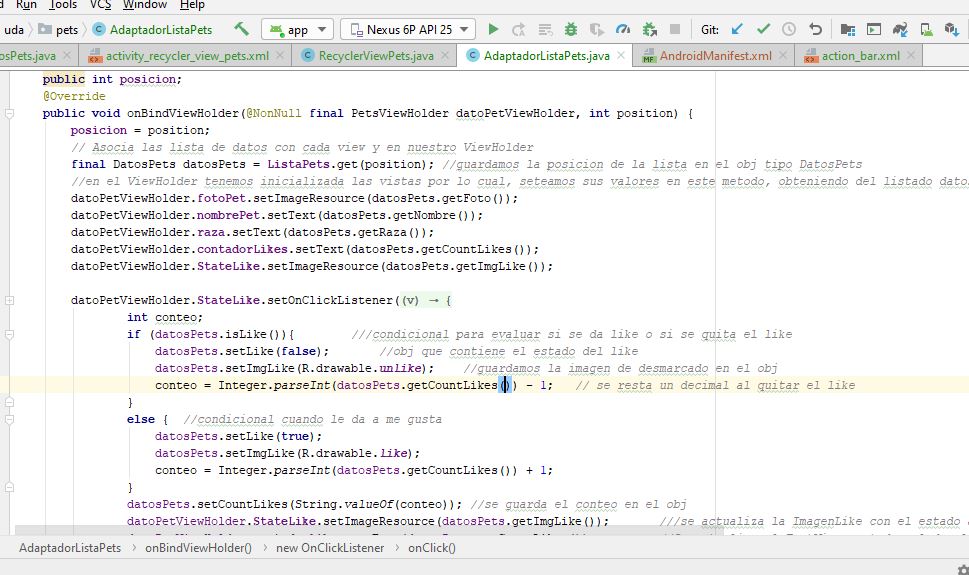 d Run Tools VCS Window Help
uda pets AdaptadorListaPets app Nexus 6P API 25 Git:
osPets.java activity_recycler_view_pets.xml RecyclerViewPets.java AdaptadorListaPets.java AndroidManifest.xml action_bar.xml
public int posicion;
@Override
public void onBindViewHolder(@NonNull final PetsViewHolder datoPetViewHolder, int position) {
posicion = position;
// Asocia las lista de datos con cada view y en nuestro ViewHolder
final DatosPets datosPets = ListaPets.get(position); //guardamos la posicion de la lista en el obj tipo DatosPets
//en el ViewHolder tenemos inicializada las vistas por lo cual, seteamos sus valores en este metodo, obteniendo del listado dato
datoPetViewHolder.fotoPet.setImageResource(datosPets.getFoto());
datoPetViewHolder.nombrePet.setText(datosPets.getNombre());
datoPetViewHolder.raza.setText(datosPets.getRaza());
datoPetViewHolder.contadorLikes.setText(datosPets.getCountLikes());
datoPetViewHolder.StateLike.setImageResource(datosPets.getImgLike());
datoPetViewHolder.StateLike.setOnClickListener((v) → {
int conteo;
if (datosPets.isLike()){ ///condicional para evaluar si se da like o si se quita el like
datosPets.setLike(false); //obj que contiene el estado del like
datosPets.setImgLike(R.drawable.unlike); //guardamos la imagen de desmarcado en el obj
conteo = Integer.parseInt(datosPets.getCountLikes()) - 1; // se resta un decimal al quitar el like
}
else { //condicional cuando le da a me gusta
datosPets.setLike(true);
datosPets.setImgLike(R.drawable.like);
conteo = Integer.parseInt(datosPets.getCountLikes()) + 1;
}
datosPets.setCountLikes(String.valueOf(conteo)); //se guarda el conteo en el obj
datoPetViewHolder.StateLike.setImageResource(datosPets.getImgLike()); ///se actualiza la ImagenLike con el estado
AdaptadorListaPets onBindViewHolder() new OnClickListener onClick()